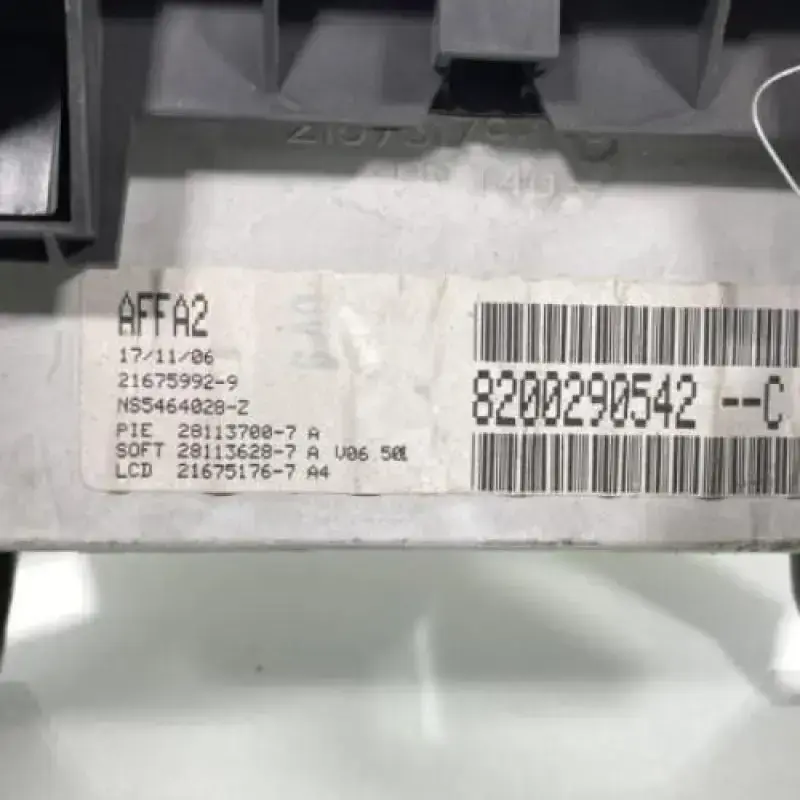 AFFA2
17/11/06
21675992-9
NS5464028-Z
PIE 28113700-7 A
SOFT 28113628-7 A V06 50L
LCD 21675176-7 A4
8200290542 --C